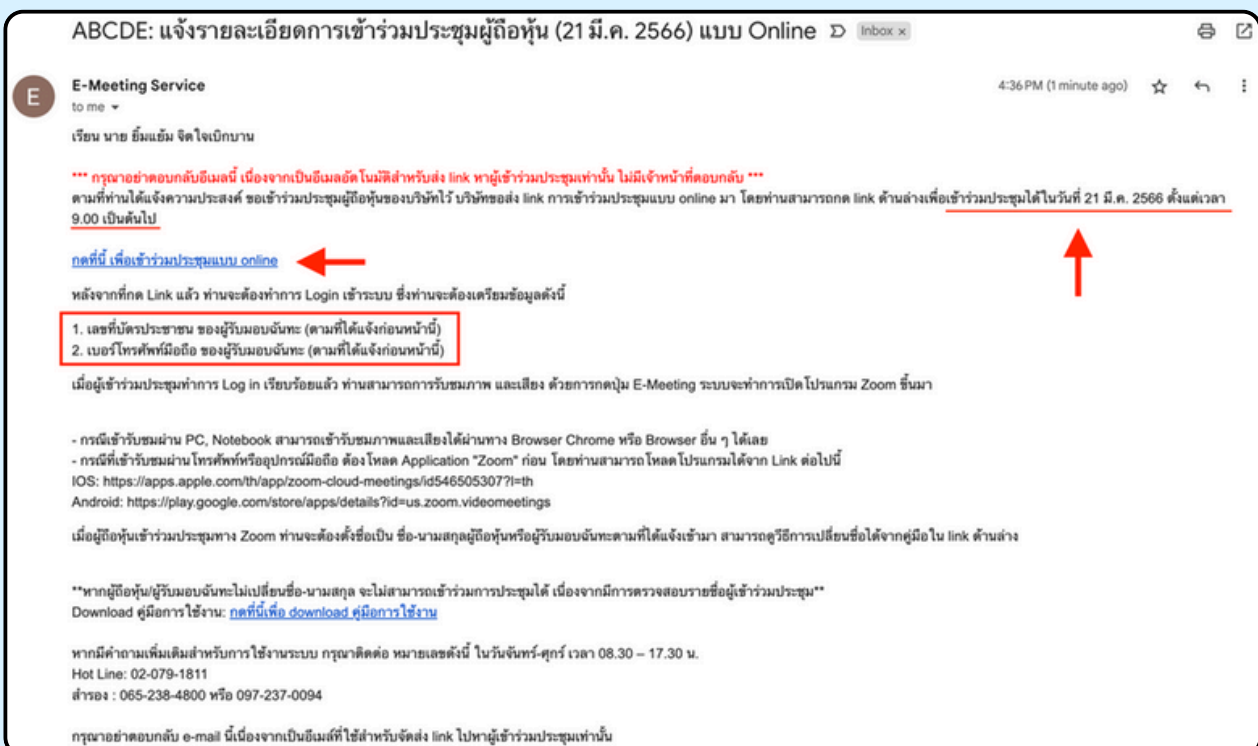 ABCDE: แจ้งรายละเอียดการเข้าร่วมประชุมผู้ถือหุ้น (21 มี.ค. 2566) แบบ Online Inbox x
E
E-Meeting Service
4:36 PM (1 minute ago)
to me
เรียน นาย ยิ้มแย้ม จิตใจเบิกบาน
*** กรุณาอย่าตอบกลับอีเมลนี้ เนื่องจากเป็นอีเมลอัตโนมัติสำหรับส่ง link หาผู้เข้าร่วมประชุมเท่านั้น ไม่มีเจ้าหน้าที่ตอบกลับ ***
ตามที่ท่านได้แจ้งความประสงค์ ขอเข้าร่วมประชุมผู้ถือหุ้นของบริษัทไว้ บริษัทขอส่ง link การเข้าร่วมประชุมแบบ online มา โดยท่านสามารถกด link ด้านล่างเพื่อเข้าร่วมประชุมได้ในวันที่ 21 มี.ค. 2566 ตั้งแต่เวลา
9.00 เป็นต้นไป
กดที่นี้ เพื่อเข้าร่วมประชุมแบบ online
หลังจากที่กด Link แล้ว ท่านจะต้องทำการ Login เข้าระบบ ซึ่งท่านจะต้องเตรียมข้อมูลดังนี้
1. เลขที่บัตรประชาชน ของผู้รับมอบฉันทะ (ตามที่ได้แจ้งก่อนหน้านี้)
2. เบอร์โทรศัพท์มือถือ ของผู้รับมอบฉันทะ (ตามที่ได้แจ้งก่อนหน้านี้)
เมื่อผู้เข้าร่วมประชุมทำการ Log in เรียบร้อยแล้ว ท่านสามารถการรับชมภาพ และเสียง ด้วยการกดปุ่ม E-Meeting ระบบจะทำการเปิดโปรแกรม Zoom ขึ้นมา
- กรณีเข้ารับชมผ่าน PC, Notebook สามารถเข้ารับชมภาพและเสียงได้ผ่านทาง Browser Chrome หรือ Browser อื่น ๆ ได้เลย
- กรณีที่เข้ารับชมผ่านโทรศัพท์หรืออุปกรณ์มือถือ ต้องโหลด Application "Zoom" ก่อน โดยท่านสามารถโหลดโปรแกรมได้จาก Link ต่อไปนี้
IOS: https://apps.apple.com/th/app/zoom-cloud-meetings/id546505307?l=th
Android: https://play.google.com/store/apps/details?id=us.zoom.videomeetings
เมื่อผู้ถือหุ้นเข้าร่วมประชุมทาง Zoom ท่านจะต้องตั้งชื่อเป็น ชื่อ-นามสกุลผู้ถือหุ้นหรือผู้รับมอบฉันทะตามที่ได้แจ้งเข้ามา สามารถดูวิธีการเปลี่ยนชื่อได้จากคู่มือใน link ด้านล่าง
**หากผู้ถือหุ้น/ผู้รับมอบฉันทะไม่เปลี่ยนชื่อ-นามสกุล จะไม่สามารถเข้าร่วมการประชุมได้ เนื่องจากมีการตรวจสอบรายชื่อผู้เข้าร่วมประชุม**
Download คู่มือการใช้งาน: กดที่นี้เพื่อ download คู่มือการใช้งาน
หากมีคำถามเพิ่มเติมสำหรับการใช้งานระบบ กรุณาติดต่อ หมายเลขดังนี้ ในวันจันทร์-ศุกร์ เวลา 08.30 – 17.30 น.
Hot Line: 02-079-1811
สำรอง : 065-238-4800 หรือ 097-237-0094
กรุณาอย่าตอบกลับ e-mail นี้เนื่องจากเป็นอีเมล์ที่ใช้สำหรับจัดส่ง link ไปหาผู้เข้าร่วมประชุมเท่านั้น